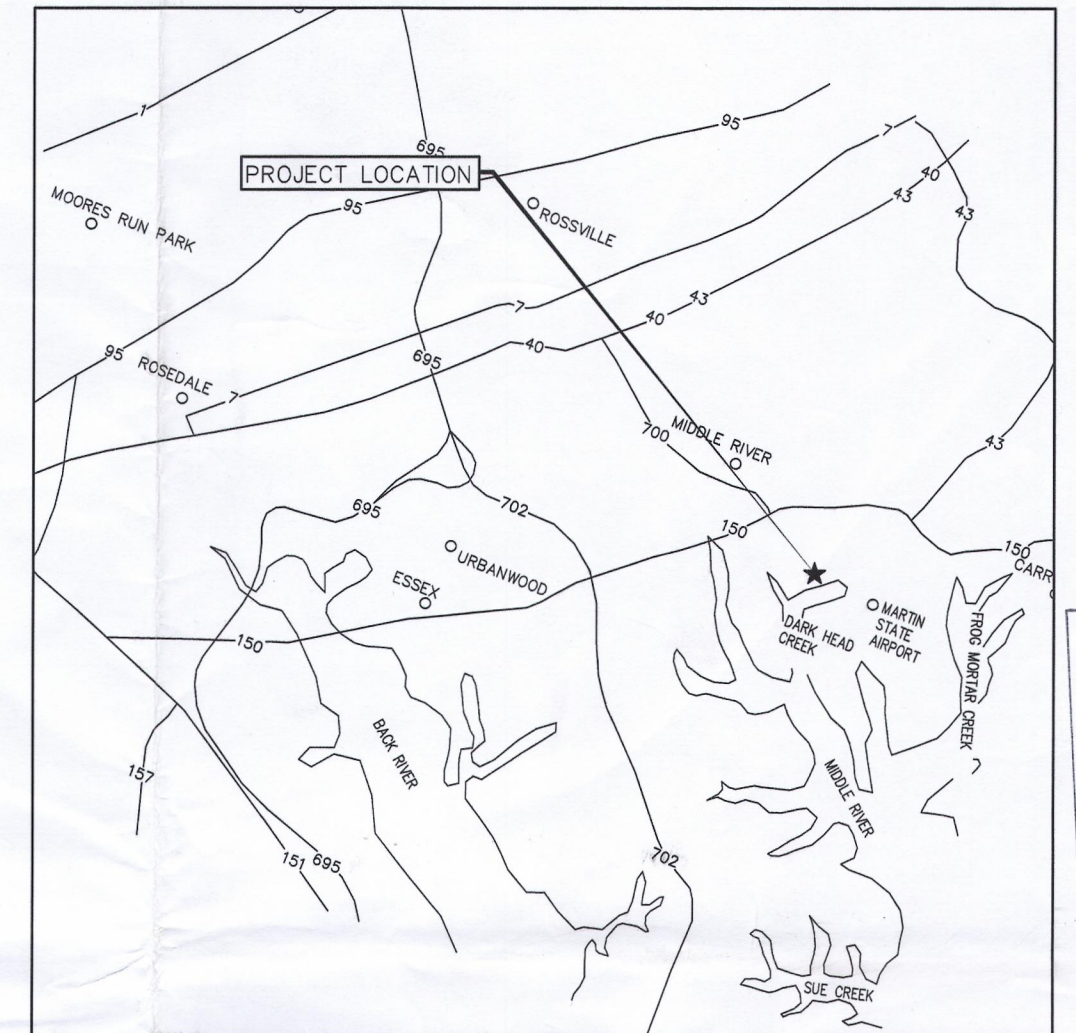 1
695
95
PROJECT LOCATION
7
40
43
43
95
MOORES RUN PARK
ROSSVILLE
7
43
40
40
695
95
ROSEDALE
7
700
MIDDLE RIVER
43
695
702
150
150
URBANWOOD
ESSEX
CARR
MARTIN
STATE
AIRPORT
DARK HEAD
CREEK
FROG MORTAR CREEK
150
BACK RIVER
MIDDLE RIVER
157
151
695
702
SUE CREEK